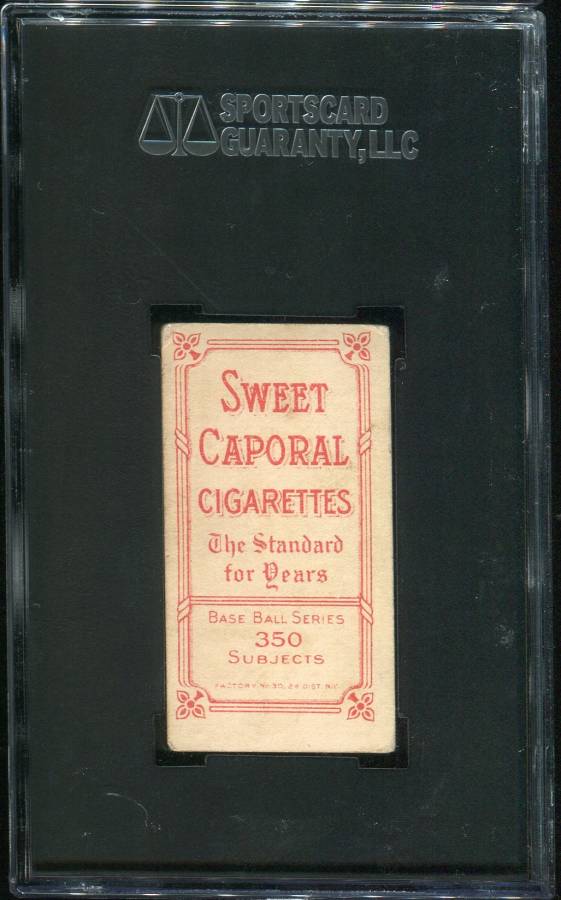 SPORTSCARD
GUARANTY, LLC
SWEET
CAPORAL
CIGARETTES
The Standard
for Years
BASE BALL SERIES
350
SUBJECTS
FACTORY No 30, 2d DIST. N.Y.